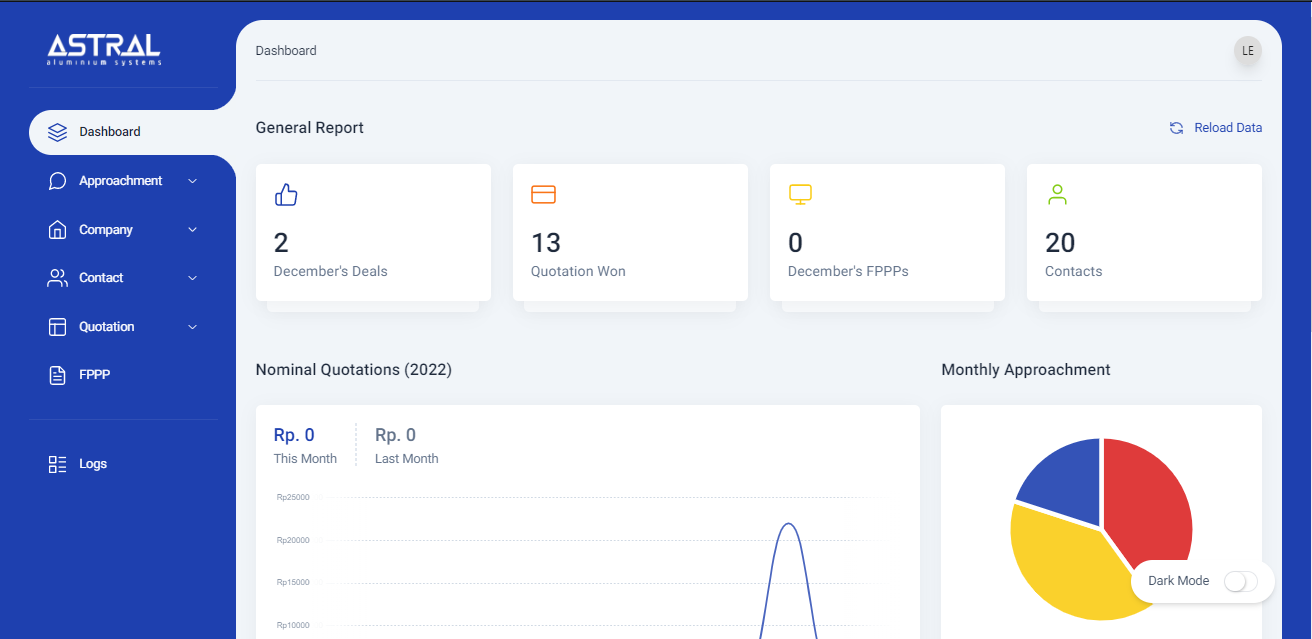 ASTRAL
aluminium systems
Dashboard
Approachment
Company
Contact
Quotation
FPPP
Logs
Dashboard
LE
General Report
Reload Data
2
December's Deals
13
Quotation Won
0
December's FPPPs
20
Contacts
Nominal Quotations (2022)
Rp. 0
This Month
Rp. 0
Last Month
Rp25000
Rp20000
Rp15000
Rp10000
Monthly Approachment
Dark Mode